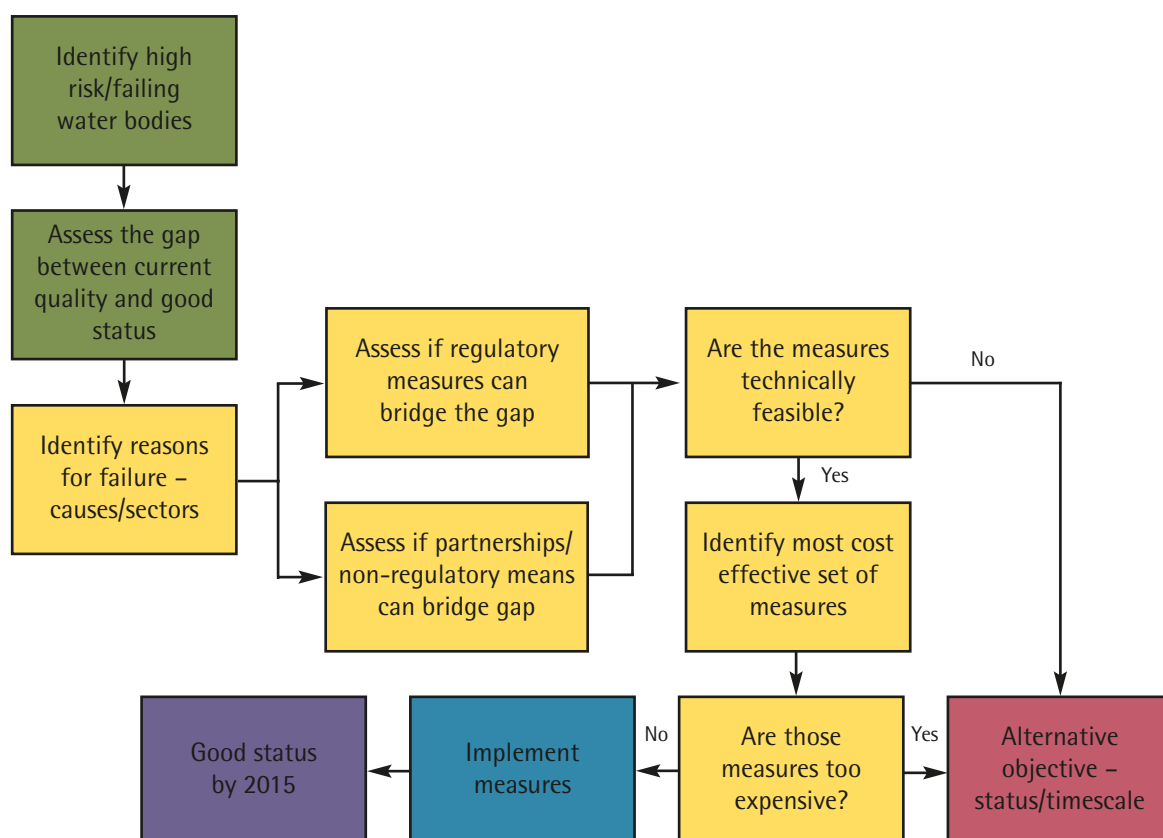 Identify high
risk/failing
water bodies
Assess the gap
between current
quality and good
status
Identify reasons
for failure –
causes/sectors
Assess if regulatory
measures can
bridge the gap
Assess if partnerships/
non-regulatory means
can bridge gap
Are the measures
technically
feasible?
No
Yes
Identify most cost
effective set of
measures
Are those
measures too
expensive?
No
Yes
Implement
measures
Good status
by 2015
Alternative
objective –
status/timescale